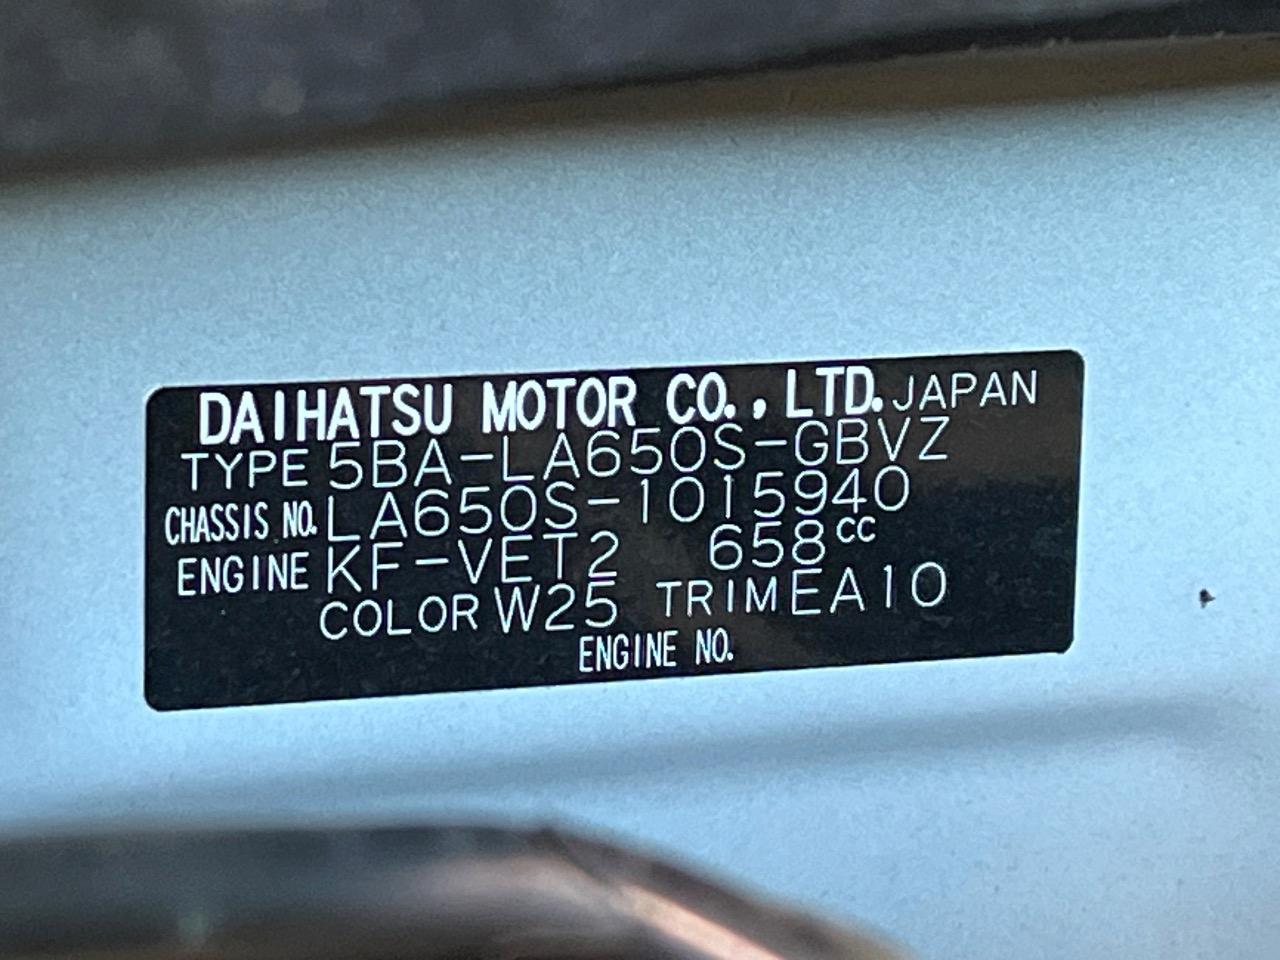 DAIHATSU MOTOR CO., LTD. JAPAN
TYPE 5BA-LA650S-GBVZ
CHASSIS NO. LA650S-1015940
ENGINE KF-VET2 658cc
COLOR W25 TRIM EA10
ENGINE NO.